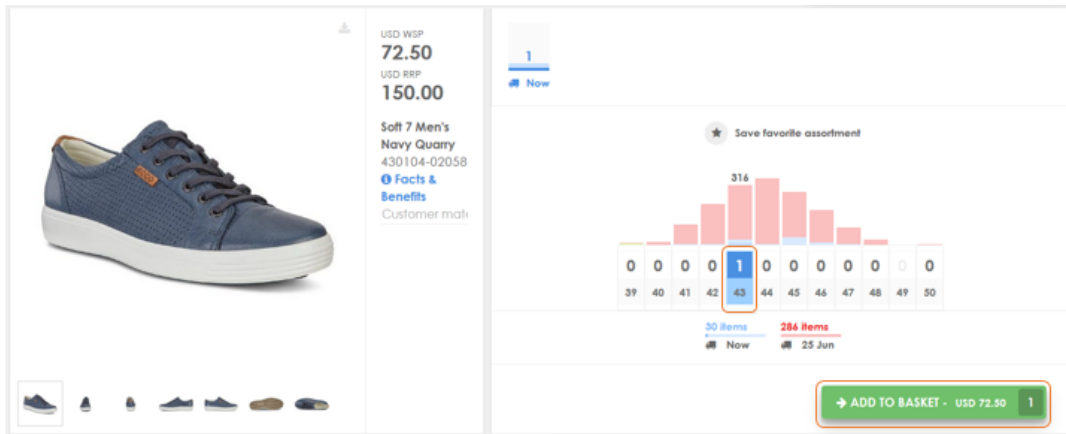 USD WSP
72.50
USD RRP
150.00
Soft 7 Men's
Navy Quarry
430104-02058
Facts &
Benefits
Customer mat
1
Now
Save favorite assortment
316
0 0 0 0 1 0 0 0 0 0 0 0
39 40 41 42 43 44 45 46 47 48 49 50
30 items 286 items
Now 25 Jun
ADD TO BASKET - USD 72.50 1